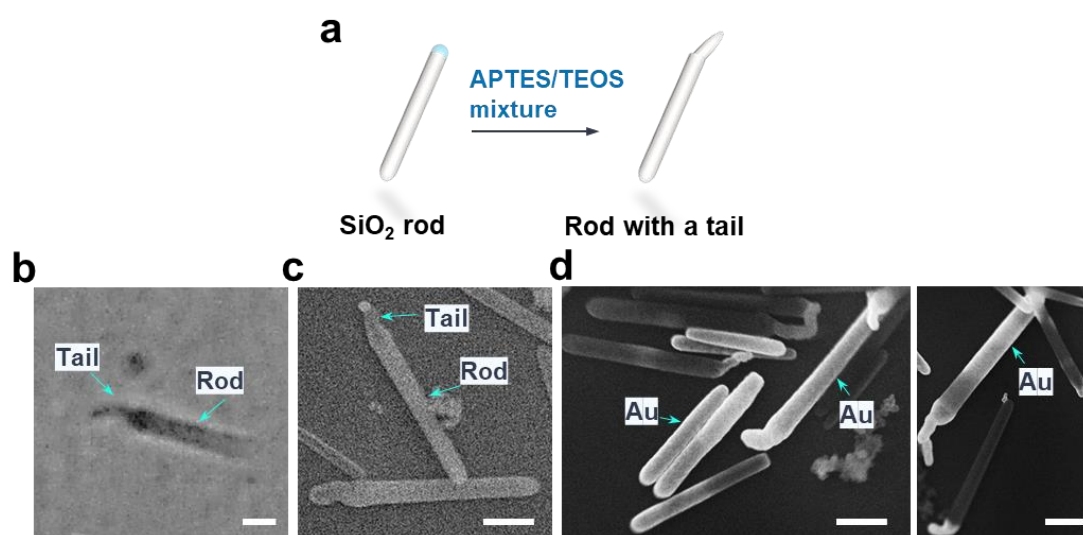 a
APTES/TEOS
mixture
SiO₂ rod
Rod with a tail
b
c
d
Tail
Rod
Tail
Rod
Au
Au
Au